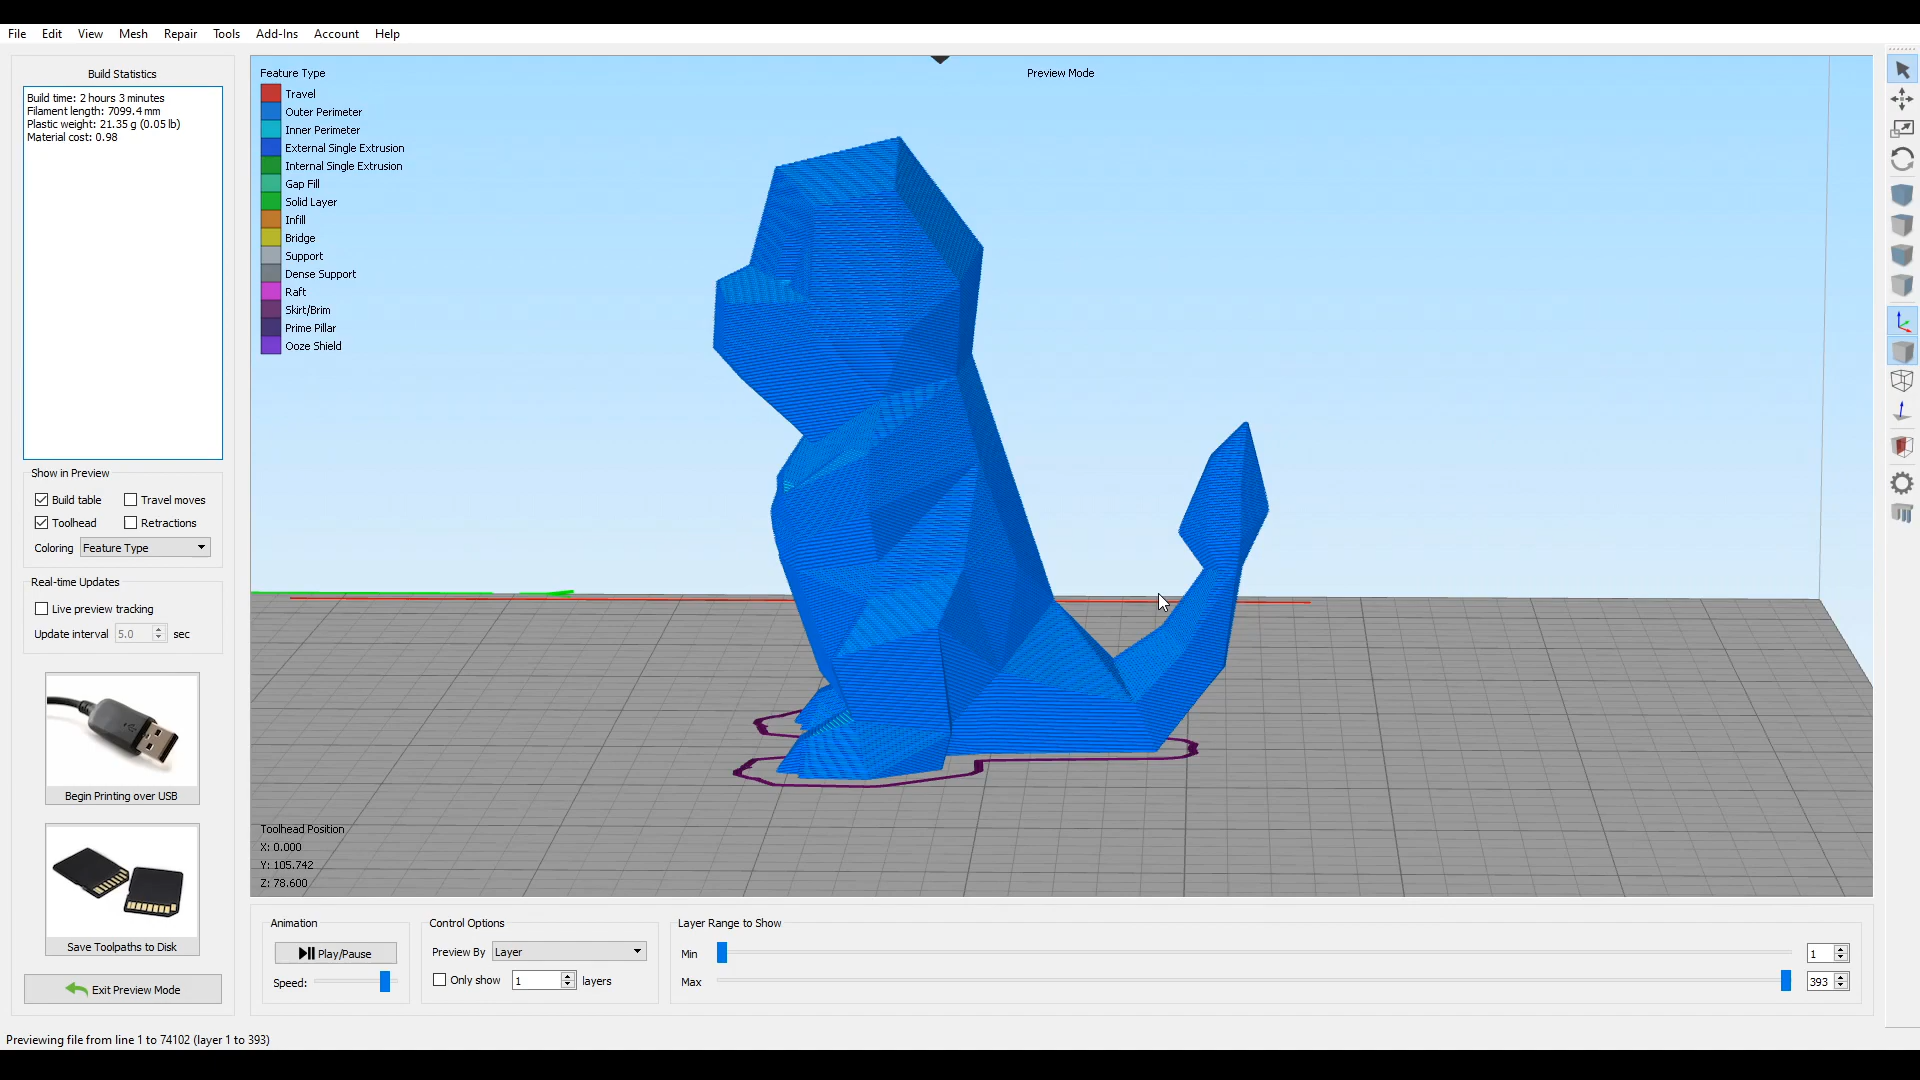 File Edit View Mesh Repair Tools Add-Ins Account Help
Build Statistics
Build time: 2 hours 3 minutes
Filament length: 7099.4 mm
Plastic weight: 21.35 g (0.05 lb)
Material cost: 0.98
Show in Preview
Build table Travel moves
Toolhead Retractions
Coloring Feature Type
Real-time Updates
Live preview tracking
Update interval 5.0 sec
Begin Printing over USB
Save Toolpaths to Disk
Exit Preview Mode
Feature Type
Travel
Outer Perimeter
Inner Perimeter
External Single Extrusion
Internal Single Extrusion
Gap Fill
Solid Layer
Infill
Bridge
Support
Dense Support
Raft
Skirt/Brim
Prime Pillar
Ooze Shield
Preview Mode
Toolhead Position
X: 0.000
Y: 105.742
Z: 78.600
Animation
Play/Pause
Speed:
Control Options
Preview By Layer
Only show 1 layers
Layer Range to Show
Min 1
Max 393
Previewing file from line 1 to 74102 (layer 1 to 393)